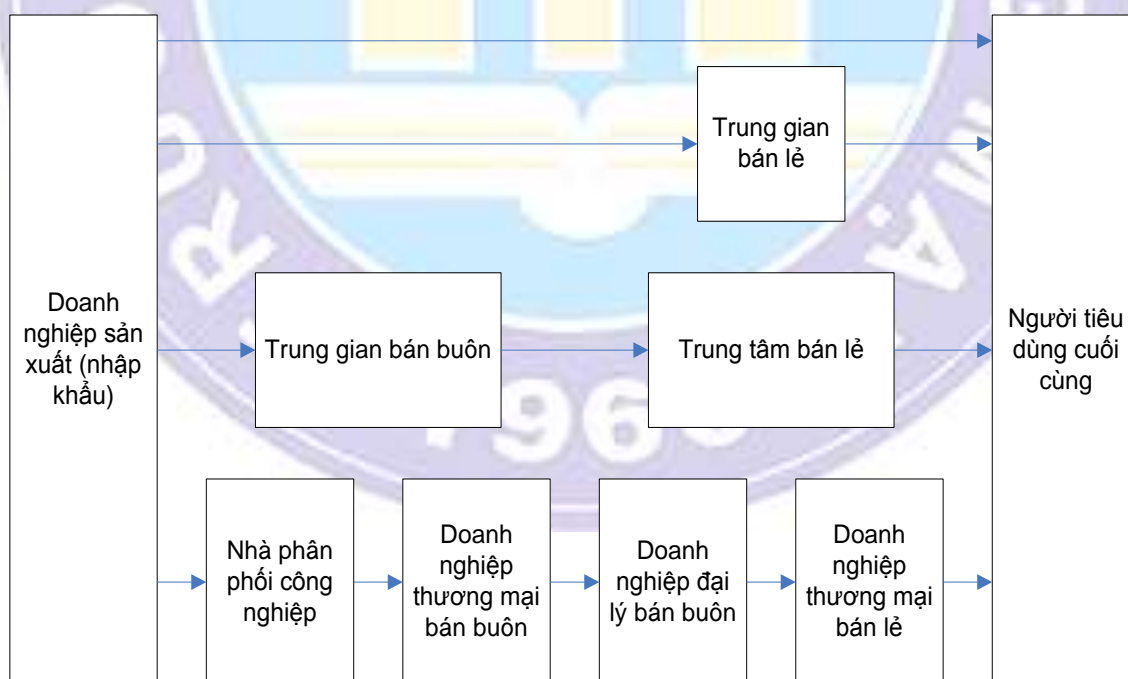 Trung gian
bán lẻ
Doanh
nghiệp sản
xuất (nhập
khẩu)
Trung gian bán buôn
Trung tâm bán lẻ
Người tiêu
dùng cuối
cùng
Nhà phân
phối công
nghiệp
Doanh
nghiệp
thương mại
bán buôn
Doanh
nghiệp đại
lý bán buôn
Doanh
nghiệp
thương mại
bán lẻ